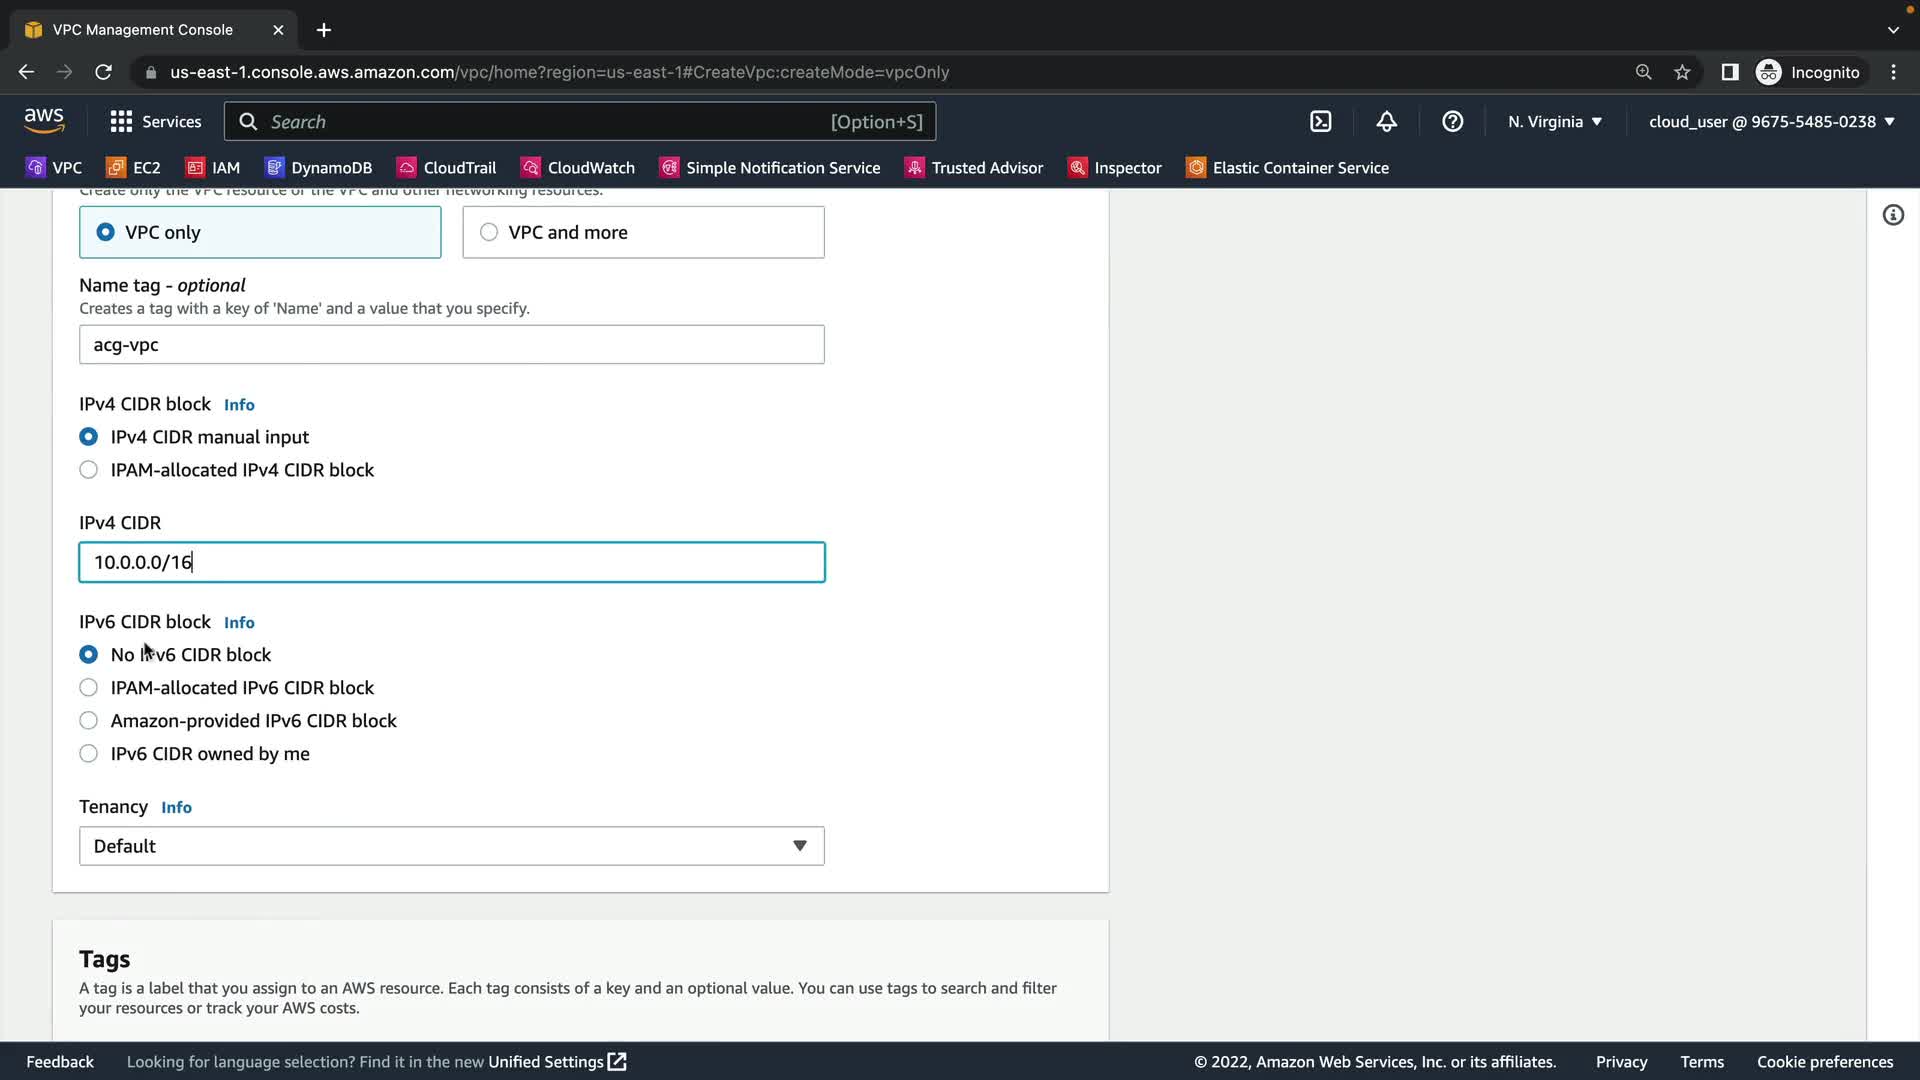 VPC Management Console
us-east-1.console.aws.amazon.com/vpc/home?region=us-east-1#CreateVpc:createMode=vpcOnly
Incognito
aws
Services
Search
[Option+S]
N. Virginia
cloud_user @ 9675-5485-0238
VPC
EC2
IAM
DynamoDB
CloudTrail
CloudWatch
Simple Notification Service
Trusted Advisor
Inspector
Elastic Container Service
Create only the VPC resource or the VPC and other networking resources.
VPC only
VPC and more
Name tag - optional
Creates a tag with a key of 'Name' and a value that you specify.
acg-vpc
IPv4 CIDR block Info
IPv4 CIDR manual input
IPAM-allocated IPv4 CIDR block
IPv4 CIDR
10.0.0.0/16
IPv6 CIDR block Info
No IPv6 CIDR block
IPAM-allocated IPv6 CIDR block
Amazon-provided IPv6 CIDR block
IPv6 CIDR owned by me
Tenancy Info
Default
Tags
A tag is a label that you assign to an AWS resource. Each tag consists of a key and an optional value. You can use tags to search and filter
your resources or track your AWS costs.
Feedback
Looking for language selection? Find it in the new Unified Settings
© 2022, Amazon Web Services, Inc. or its affiliates.
Privacy
Terms
Cookie preferences